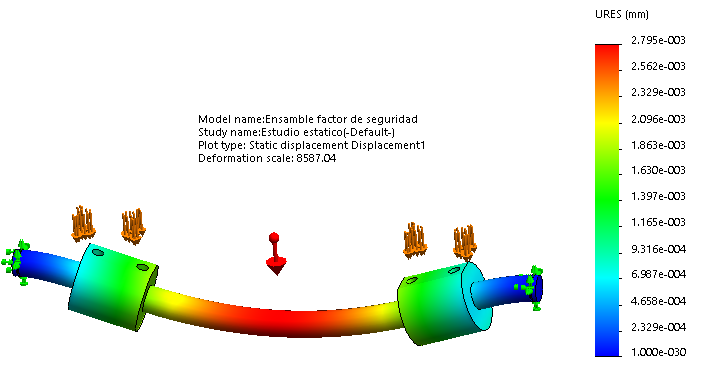 URES (mm)
2.795e-003
2.562e-003
2.329e-003
2.096e-003
1.863e-003
1.630e-003
1.397e-003
1.165e-003
9.316e-004
6.987e-004
4.658e-004
2.329e-004
1.000e-030
Model name:Ensamble factor de seguridad
Study name:Estudio estatico(-Default-)
Plot type: Static displacement Displacement1
Deformation scale: 8587.04